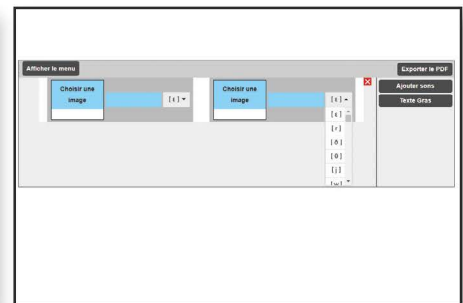 Afficher le menu
Exporter le PDF
Choisir une
image
Choisir une
image
Ajouter sons
Texte Gras
[r]
[ð]
[θ]
[j]
[w]